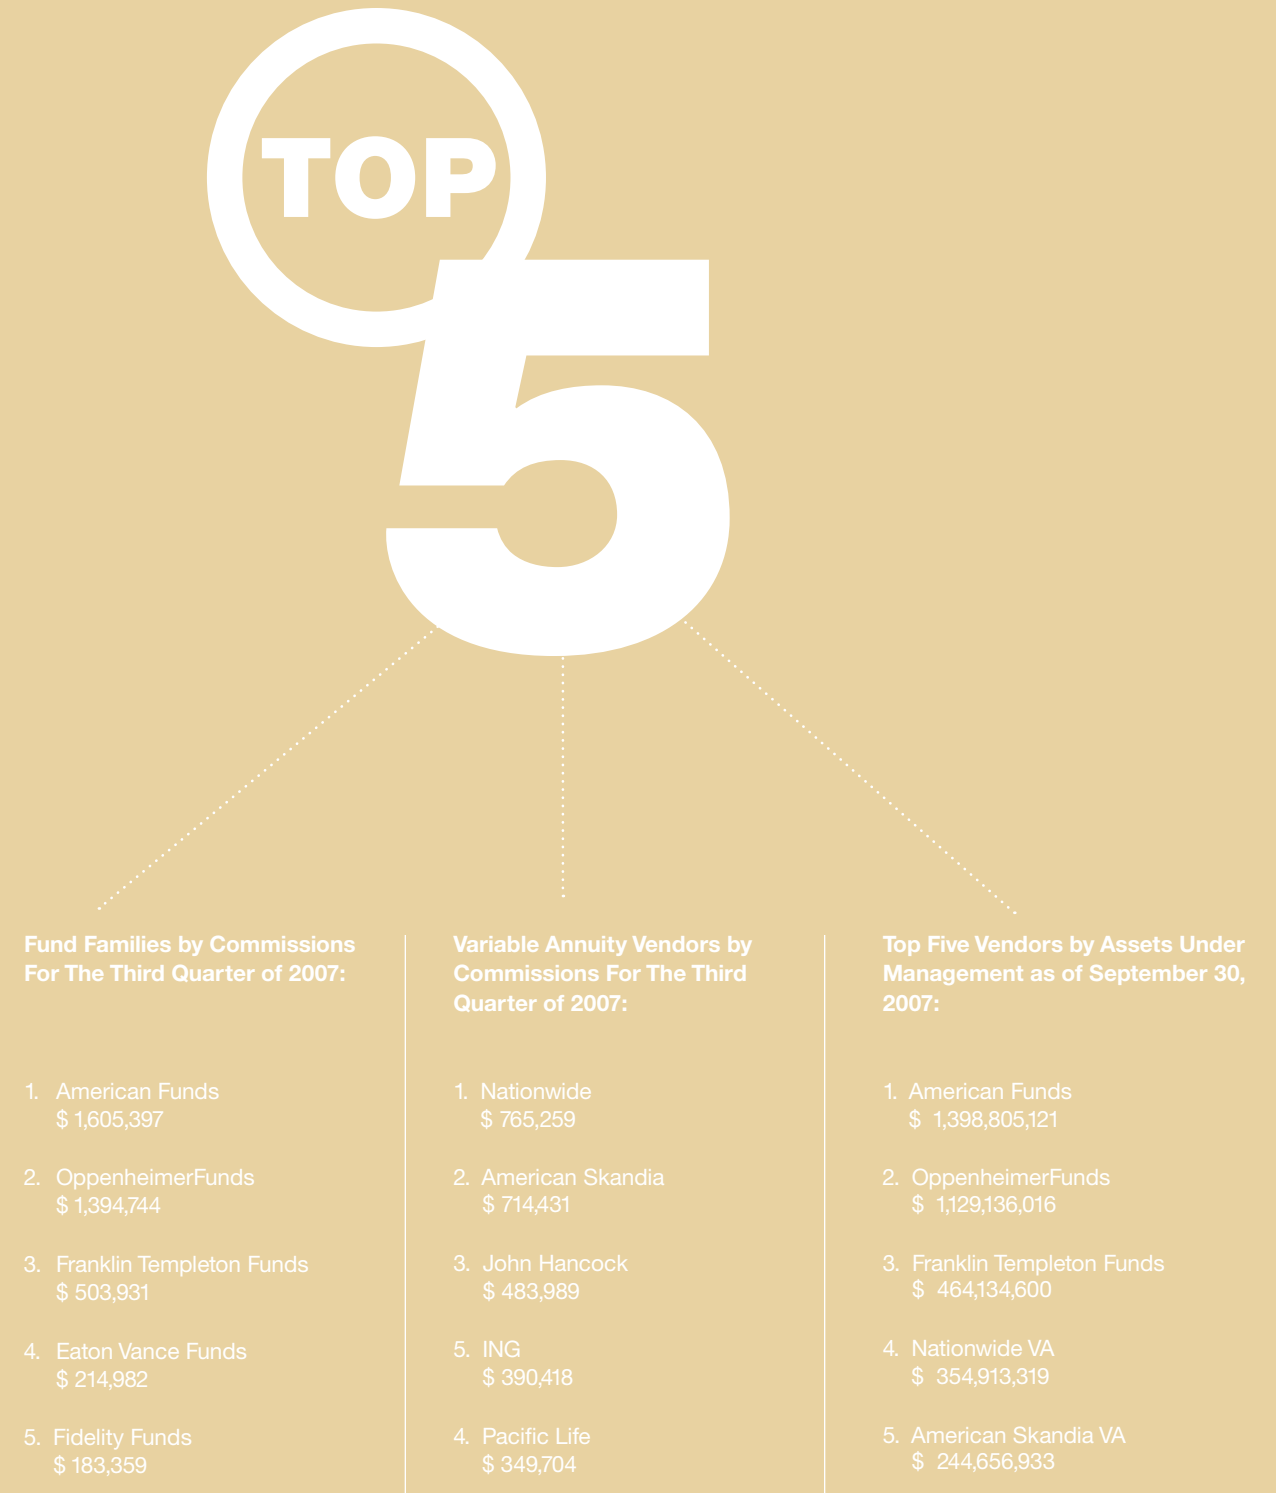 TOP
5
Fund Families by Commissions
For The Third Quarter of 2007:
1. American Funds
$ 1,605,397
2. OppenheimerFunds
$ 1,394,744
3. Franklin Templeton Funds
$ 503,931
4. Eaton Vance Funds
$ 214,982
5. Fidelity Funds
$ 183,359
Variable Annuity Vendors by
Commissions For The Third
Quarter of 2007:
1. Nationwide
$ 765,259
2. American Skandia
$ 714,431
3. John Hancock
$ 483,989
5. ING
$ 390,418
4. Pacific Life
$ 349,704
Top Five Vendors by Assets Under
Management as of September 30,
2007:
1. American Funds
$ 1,398,805,121
2. OppenheimerFunds
$ 1,129,136,016
3. Franklin Templeton Funds
$ 464,134,600
4. Nationwide VA
$ 354,913,319
5. American Skandia VA
$ 244,656,933